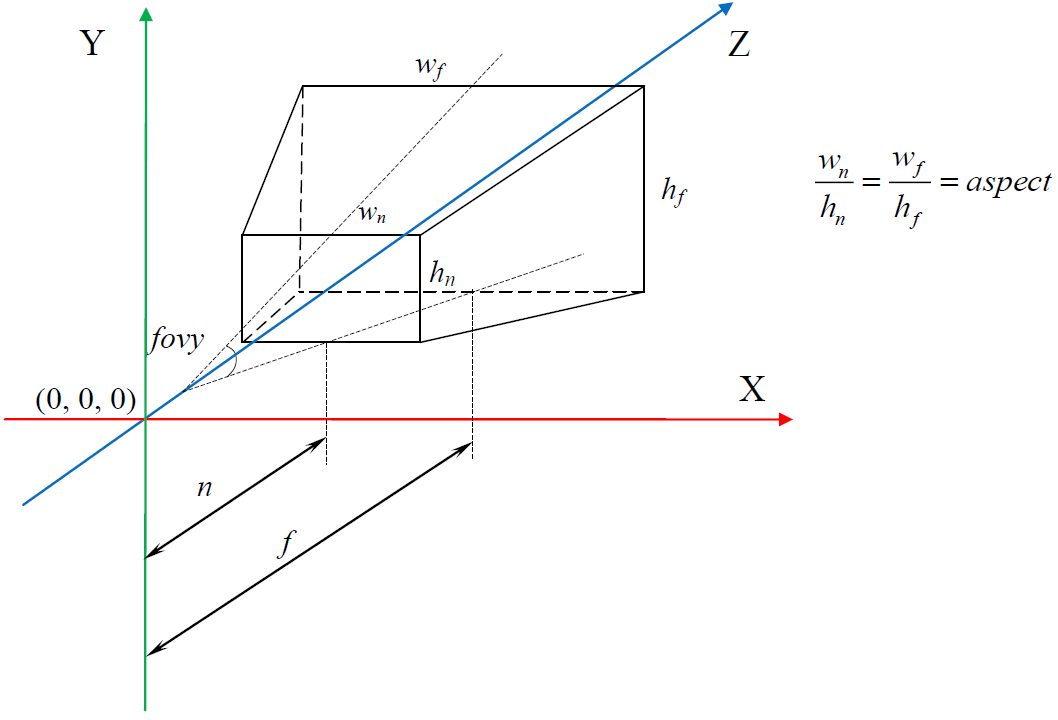 Y
Z
w_f
w_n / h_n = w_f / h_f = aspect
h_f
w_n
h_n
fovy
(0, 0, 0)
X
n
f